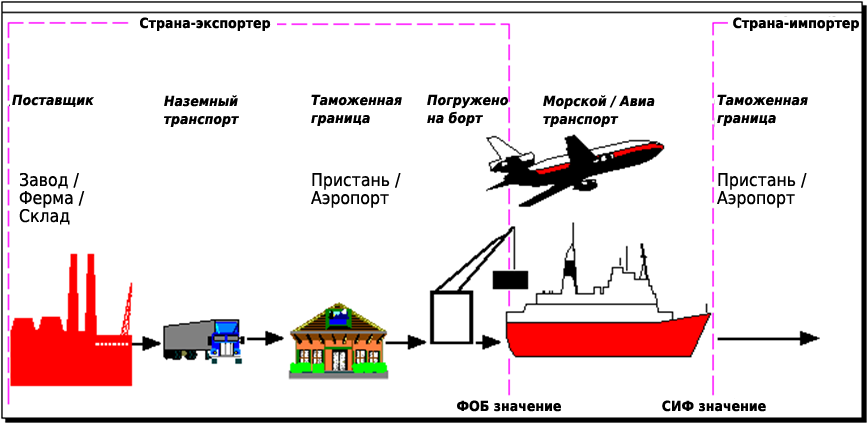 Страна-экспортер
Страна-импортер
Поставщик
Наземный
транспорт
Таможенная
граница
Погружено
на борт
Морской / Авиа
транспорт
Таможенная
граница
Завод /
Ферма /
Склад
Пристань /
Аэропорт
Пристань /
Аэропорт
ФОБ значение
СИФ значение